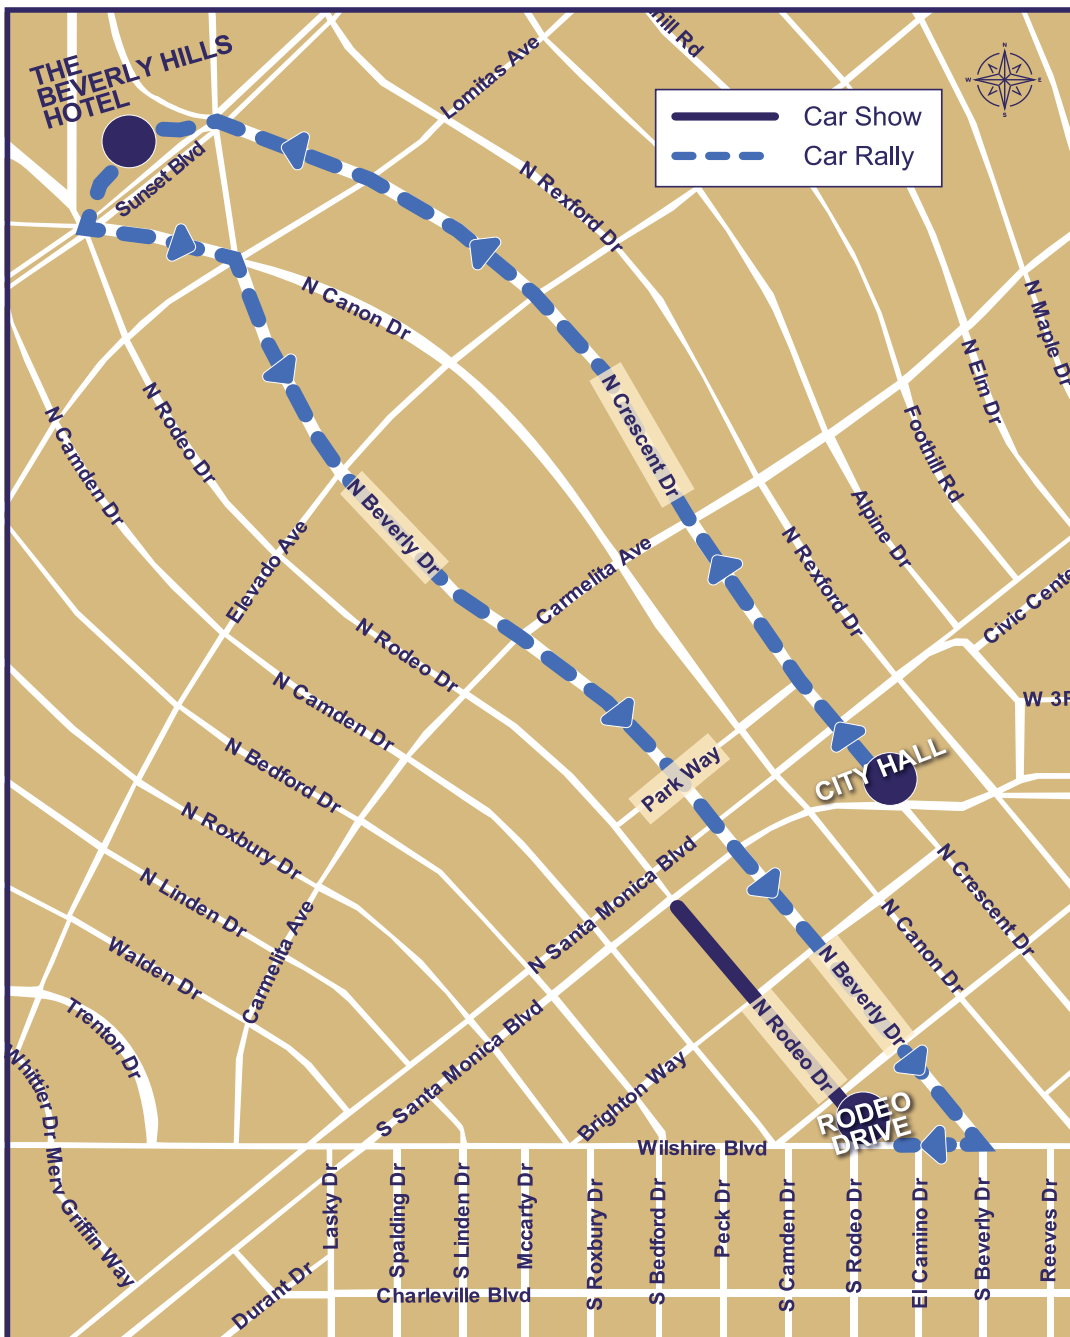 THE
BEVERLY HILLS
HOTEL
Sunset Blvd
Lomitas Ave
hill Rd
N
W
E
S
Car Show
Car Rally
N Rexford Dr
N Canon Dr
N Maple Dr
N Elm Dr
Foothill Rd
N Crescent Dr
N Rodeo Dr
N Camden Dr
N Beverly Dr
Elevado Ave
Carmelita Ave
Alpine Dr
N Rexford Dr
Civic Cente
W 3R
N Rodeo Dr
N Camden Dr
N Bedford Dr
N Roxbury Dr
N Linden Dr
Walden Dr
Trenton Dr
Whittier Dr
Merv Griffin Way
Carmelita Ave
Park Way
CITY HALL
N Santa Monica Blvd
S Santa Monica Blvd
N Crescent Dr
N Canon Dr
N Beverly Dr
N Rodeo Dr
Brighton Way
RODEO
DRIVE
Wilshire Blvd
Lasky Dr
Spalding Dr
S Linden Dr
Mccarty Dr
S Roxbury Dr
S Bedford Dr
Peck Dr
S Camden Dr
S Rodeo Dr
El Camino Dr
S Beverly Dr
Reeves Dr
Durant Dr
Charleville Blvd